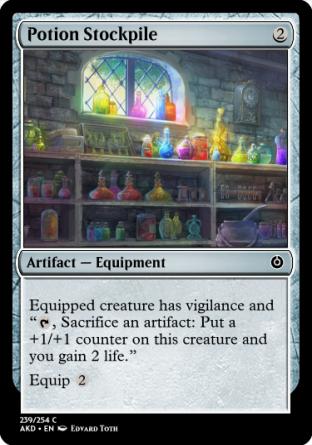 Potion Stockpile 2
Artifact — Equipment
Equipped creature has vigilance and
“, Sacrifice an artifact: Put a
+1/+1 counter on this creature and
you gain 2 life.”
Equip 2
239/254 C
AKD • EN Edvard Toth